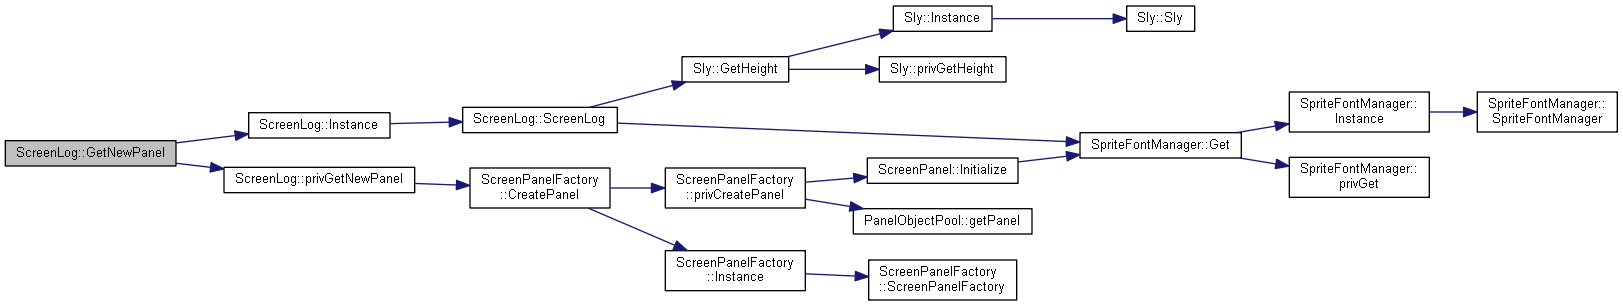 ScreenLog::GetNewPanel
ScreenLog::Instance
ScreenLog::privGetNewPanel
ScreenLog::ScreenLog
ScreenPanelFactory
::CreatePanel
Sly::GetHeight
ScreenPanelFactory
::privCreatePanel
ScreenPanelFactory
::Instance
Sly::Instance
Sly::privGetHeight
ScreenPanel::Initialize
PanelObjectPool::getPanel
ScreenPanelFactory
::ScreenPanelFactory
Sly::Sly
SpriteFontManager::Get
SpriteFontManager::
Instance
SpriteFontManager::
privGet
SpriteFontManager::
SpriteFontManager